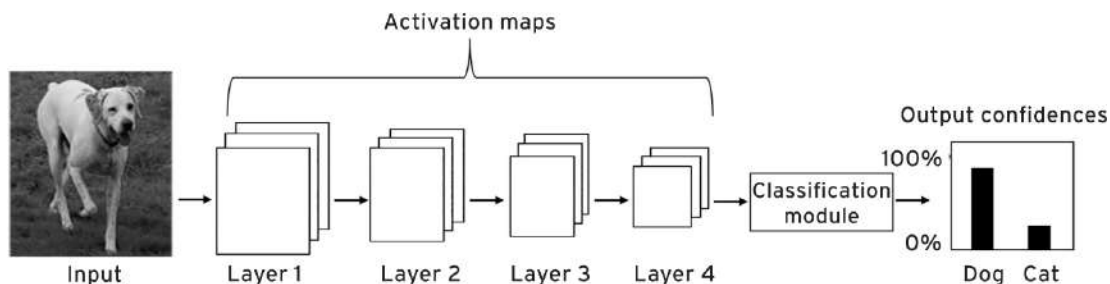 Activation maps
Output confidences
100%
Classification
module
0%
Input
Layer 1
Layer 2
Layer 3
Layer 4
Dog
Cat